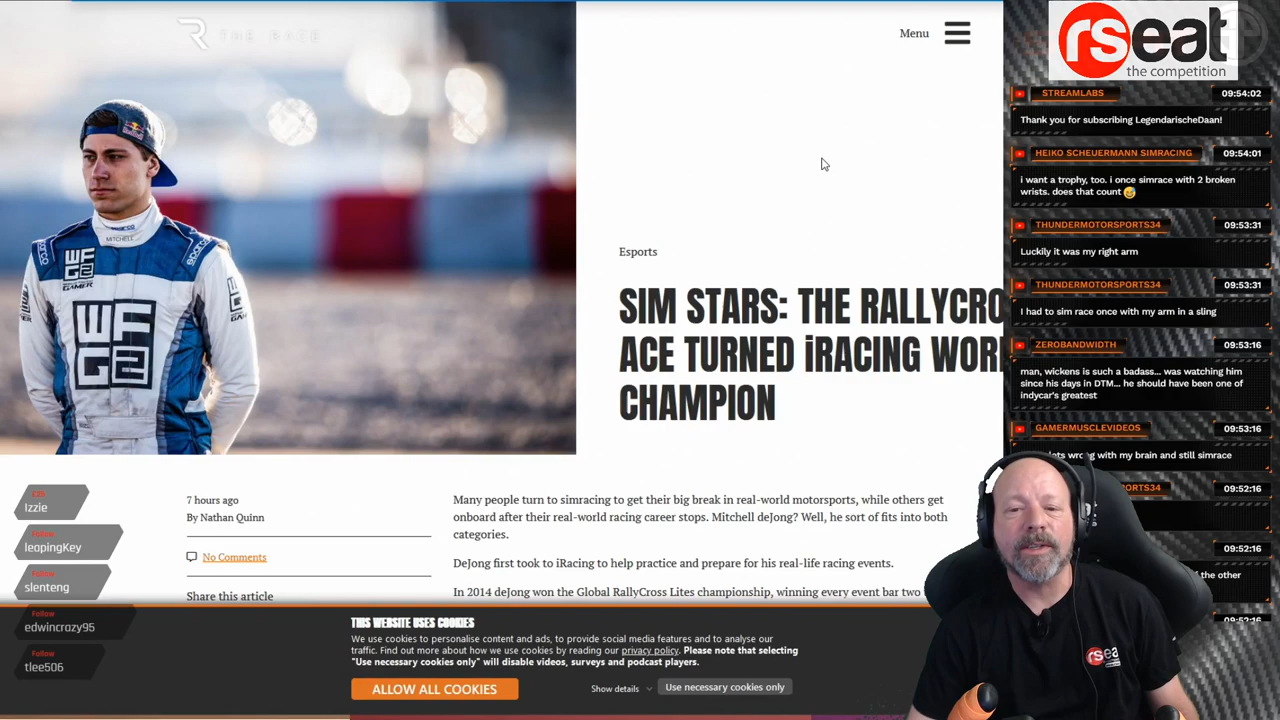 THE RACE
Menu
Esports
SIM STARS: THE RALLYCRO
ACE TURNED iRACING WOR
CHAMPION
MITCHELL
WFG2
GAMER
WF
G2
7 hours ago
By Nathan Quinn
No Comments
Share this article
Many people turn to simracing to get their big break in real-world motorsports, while others get
onboard after their real-world racing career stops. Mitchell deJong? Well, he sort of fits into both
categories.
DeJong first took to iRacing to help practice and prepare for his real-life racing events.
In 2014 deJong won the Global RallyCross Lites championship, winning every event bar two
THIS WEBSITE USES COOKIES
We use cookies to personalise content and ads, to provide social media features and to analyse our
traffic. Find out more about how we use cookies by reading our privacy policy. Please note that selecting
"Use necessary cookies only" will disable videos, surveys and podcast players.
ALLOW ALL COOKIES
Show details
Use necessary cookies only
Izzie
Follow
leapingKey
Follow
slenteng
Follow
edwincrazy95
Follow
tlee506
rseat
the competition
STREAMLABS 09:54:02
Thank you for subscribing LegendarischeDaan!
HEIKO SCHEUERMANN SIMRACING 09:54:01
i want a trophy, too. i once simrace with 2 broken
wrists. does that count 😅
THUNDERMOTORSPORTS34 09:53:31
Luckily it was my right arm
THUNDERMOTORSPORTS34 09:53:31
I had to sim race once with my arm in a sling
ZEROBANDWIDTH 09:53:16
man, wickens is such a badass... was watching him
since his days in DTM... he should have been one of
indycar's greatest
GAMERMUSCLEVIDEOS 09:53:16
ots wrong with my brain and still simrace
ORTS34 09:52:16
09:52:16
f the other
09:52:16
rseat